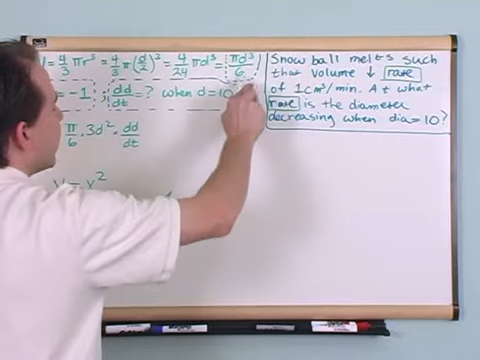 V = 4/3 πr³ = 4/3 π(d/2)³ = 4/24 πd³ = πd³/6
= -1 ; dd/dt = ? when d=10
π/6 · 3d² · dd/dt
y = x²
Snow ball melts such
that volume ↓ rate
of 1cm³/min. At what
rate is the diameter
decreasing when dia=10?